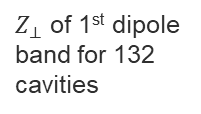 Z⊥ of 1st dipole
band for 132
cavities